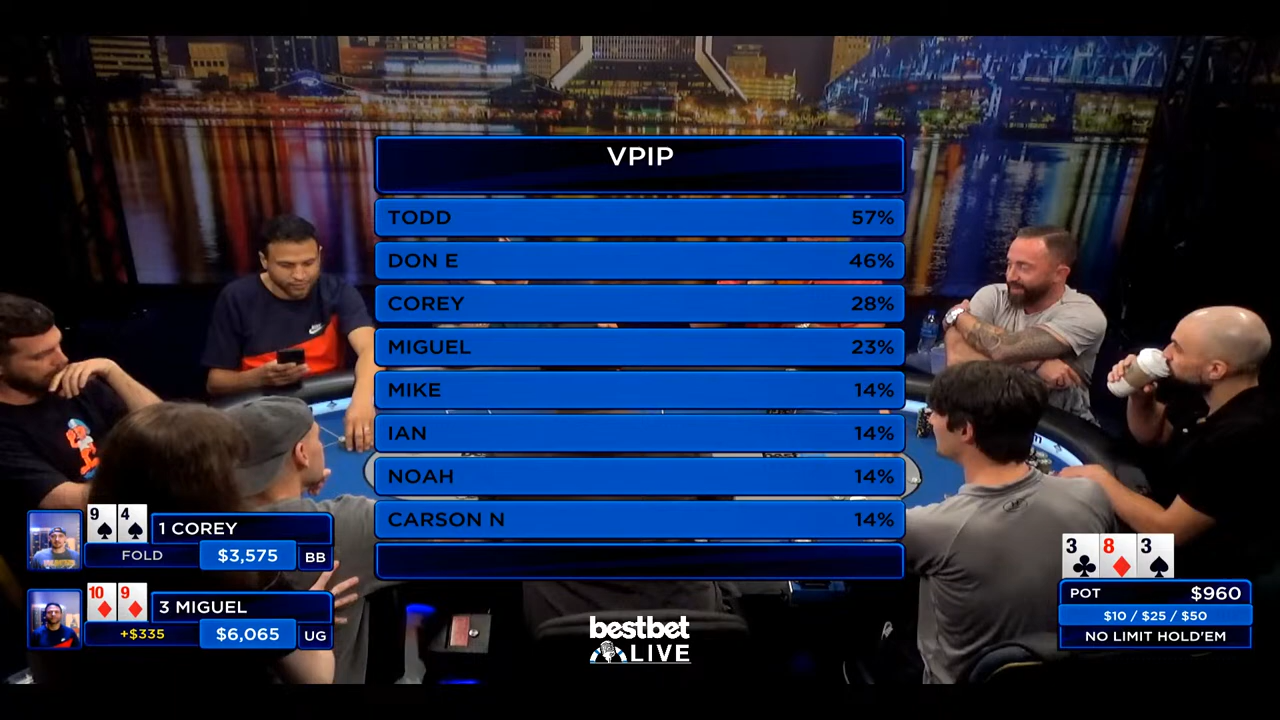 VPIP
TODD 57%
DON E 46%
COREY 28%
MIGUEL 23%
MIKE 14%
IAN 14%
NOAH 14%
CARSON N 14%
9 4
1 COREY
FOLD $3,575 BB
10 9
3 MIGUEL
+$335 $6,065 UG
bestbet
LIVE
3 8 3
POT $960
$10 / $25 / $50
NO LIMIT HOLD'EM